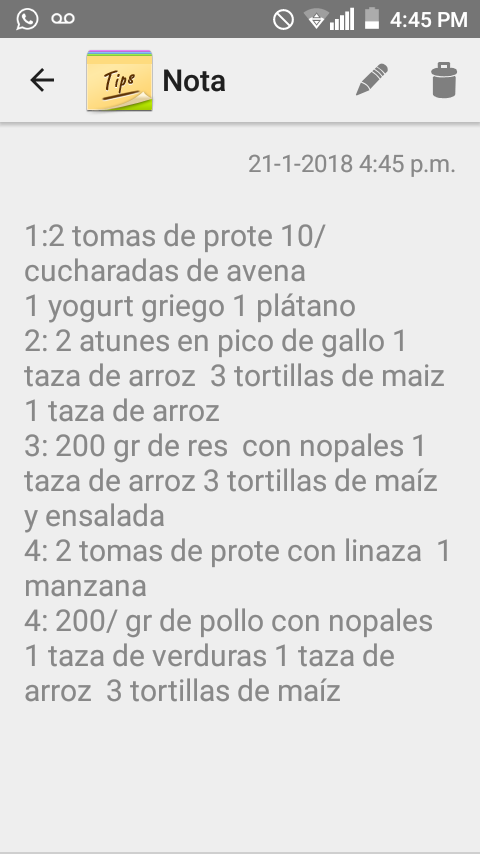 4:45 PM
Tips Nota
21-1-2018 4:45 p.m.
1:2 tomas de prote 10/
cucharadas de avena
1 yogurt griego 1 plátano
2: 2 atunes en pico de gallo 1
taza de arroz  3 tortillas de maiz
1 taza de arroz
3: 200 gr de res  con nopales 1
taza de arroz 3 tortillas de maíz
y ensalada
4: 2 tomas de prote con linaza  1
manzana
4: 200/ gr de pollo con nopales
1 taza de verduras 1 taza de
arroz  3 tortillas de maíz